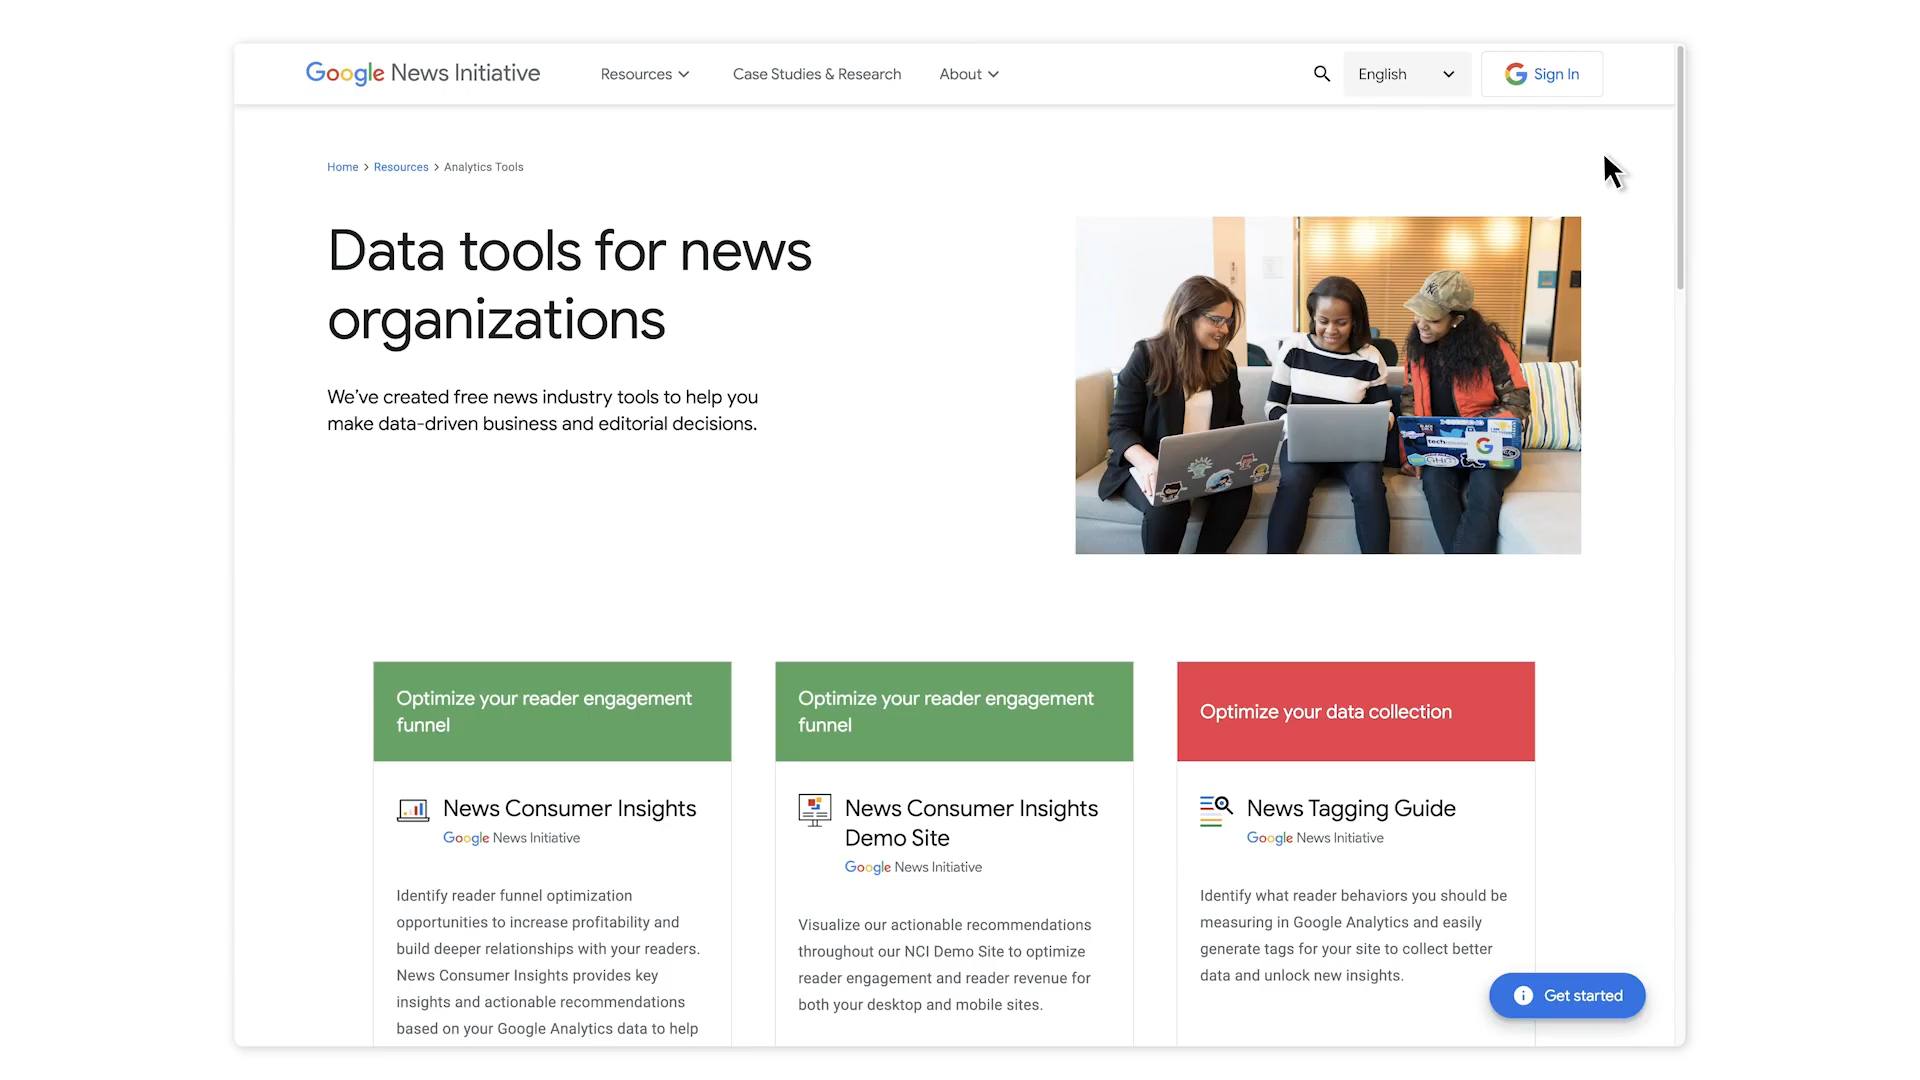 Google News Initiative
Resources
Case Studies & Research
About
English
Sign In
Home > Resources > Analytics Tools
Data tools for news
organizations
We've created free news industry tools to help you
make data-driven business and editorial decisions.
tech
GHC
Optimize your reader engagement
funnel
News Consumer Insights
Google News Initiative
Identify reader funnel optimization
opportunities to increase profitability and
build deeper relationships with your readers.
News Consumer Insights provides key
insights and actionable recommendations
based on your Google Analytics data to help
Optimize your reader engagement
funnel
News Consumer Insights
Demo Site
Google News Initiative
Visualize our actionable recommendations
throughout our NCI Demo Site to optimize
reader engagement and reader revenue for
both your desktop and mobile sites.
Optimize your data collection
News Tagging Guide
Google News Initiative
Identify what reader behaviors you should be
measuring in Google Analytics and easily
generate tags for your site to collect better
data and unlock new insights.
Get started